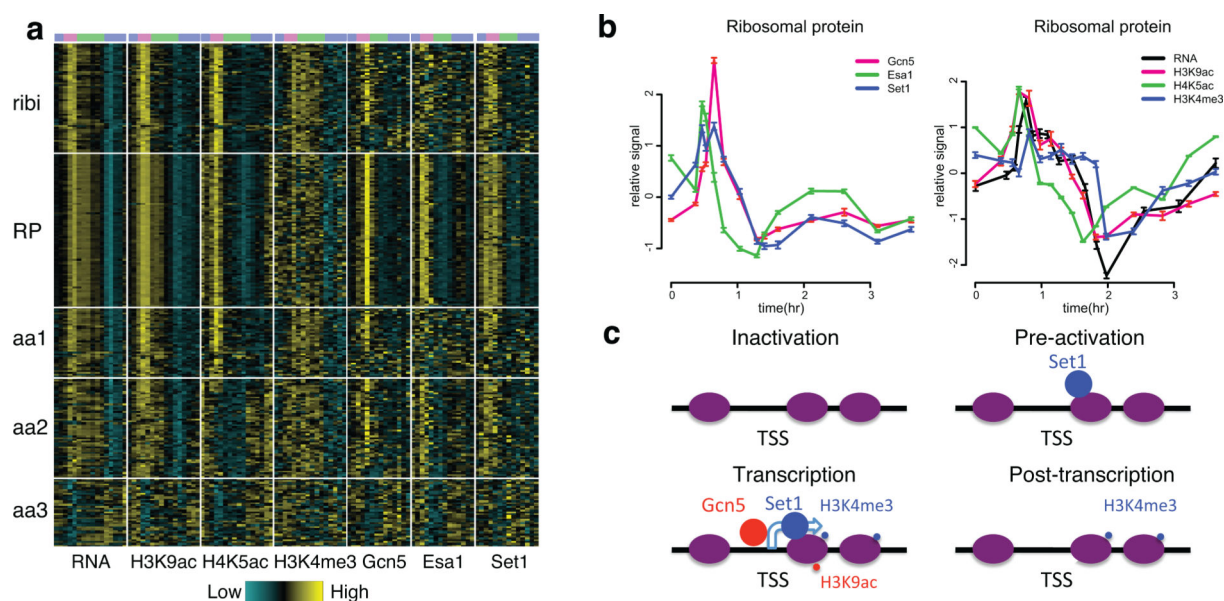 a
ribi
RP
aa1
aa2
aa3
RNA H3K9ac H4K5ac H3K4me3 Gcn5 Esa1 Set1
Low High
b
Ribosomal protein
Gcn5
Esa1
Set1
relative signal
2
1
0
-1
0 1 2 3
time(hr)
Ribosomal protein
RNA
H3K9ac
H4K5ac
H3K4me3
relative signal
2
1
0
-1
-2
0 1 2 3
time(hr)
c
Inactivation
TSS
Pre-activation
Set1
TSS
Transcription
Gcn5 Set1 H3K4me3
TSS H3K9ac
Post-transcription
H3K4me3
TSS